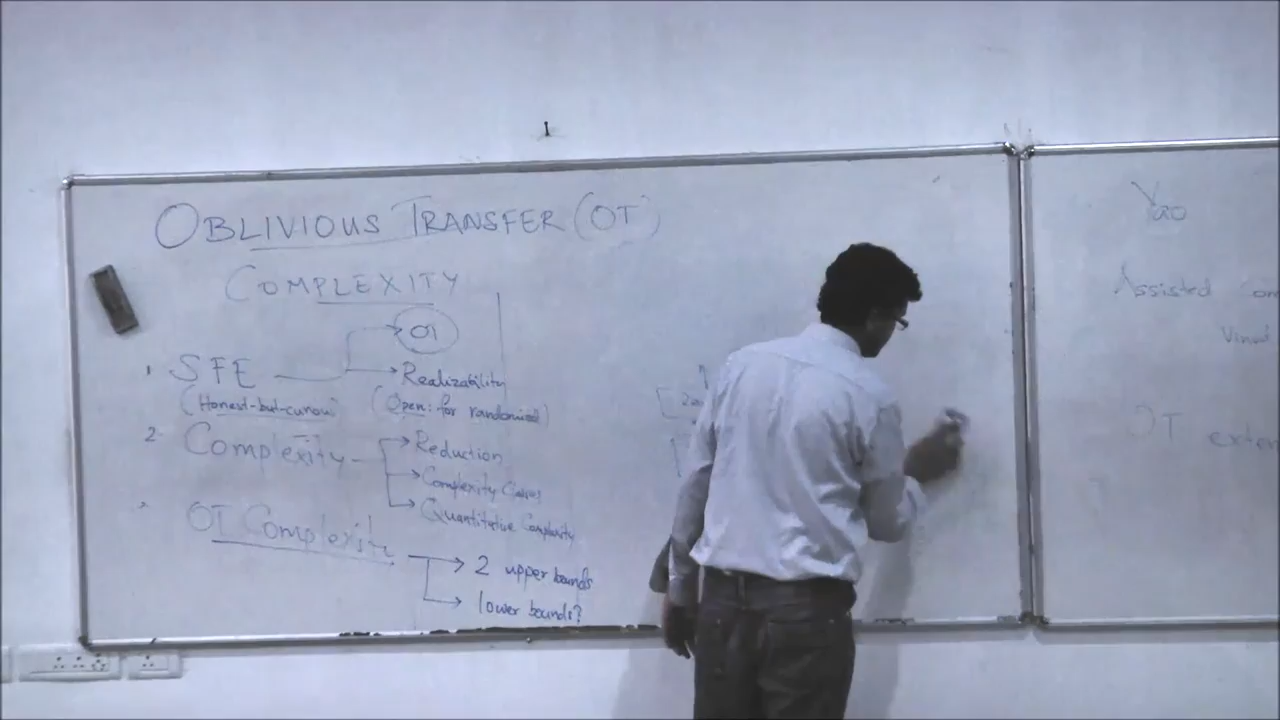 OBLIVIOUS TRANSFER (OT)
COMPLEXITY
OT
1. SFE → Realizability
(Honest-but-curious) (Open: for randomized)
2. Complexity → Reduction
→ Complexity Classes
→ Quantitative Complexity
OT Complexity → 2 upper bounds
→ lower bounds?
Yao
Assisted
OT exten